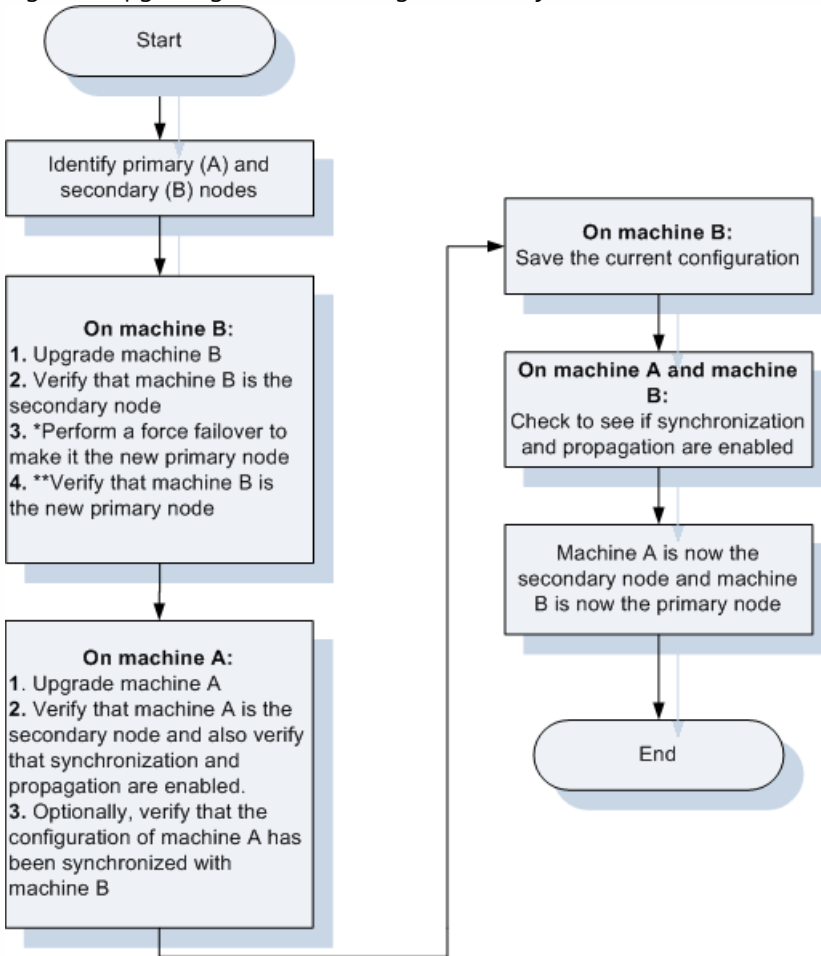 Start
Identify primary (A) and
secondary (B) nodes
On machine B:
1. Upgrade machine B
2. Verify that machine B is the
secondary node
3. *Perform a force failover to
make it the new primary node
4. **Verify that machine B is
the new primary node
On machine A:
1. Upgrade machine A
2. Verify that machine A is the
secondary node and also verify
that synchronization and
propagation are enabled.
3. Optionally, verify that the
configuration of machine A has
been synchronized with
machine B
On machine B:
Save the current configuration
On machine A and machine
B:
Check to see if synchronization
and propagation are enabled
Machine A is now the
secondary node and machine
B is now the primary node
End